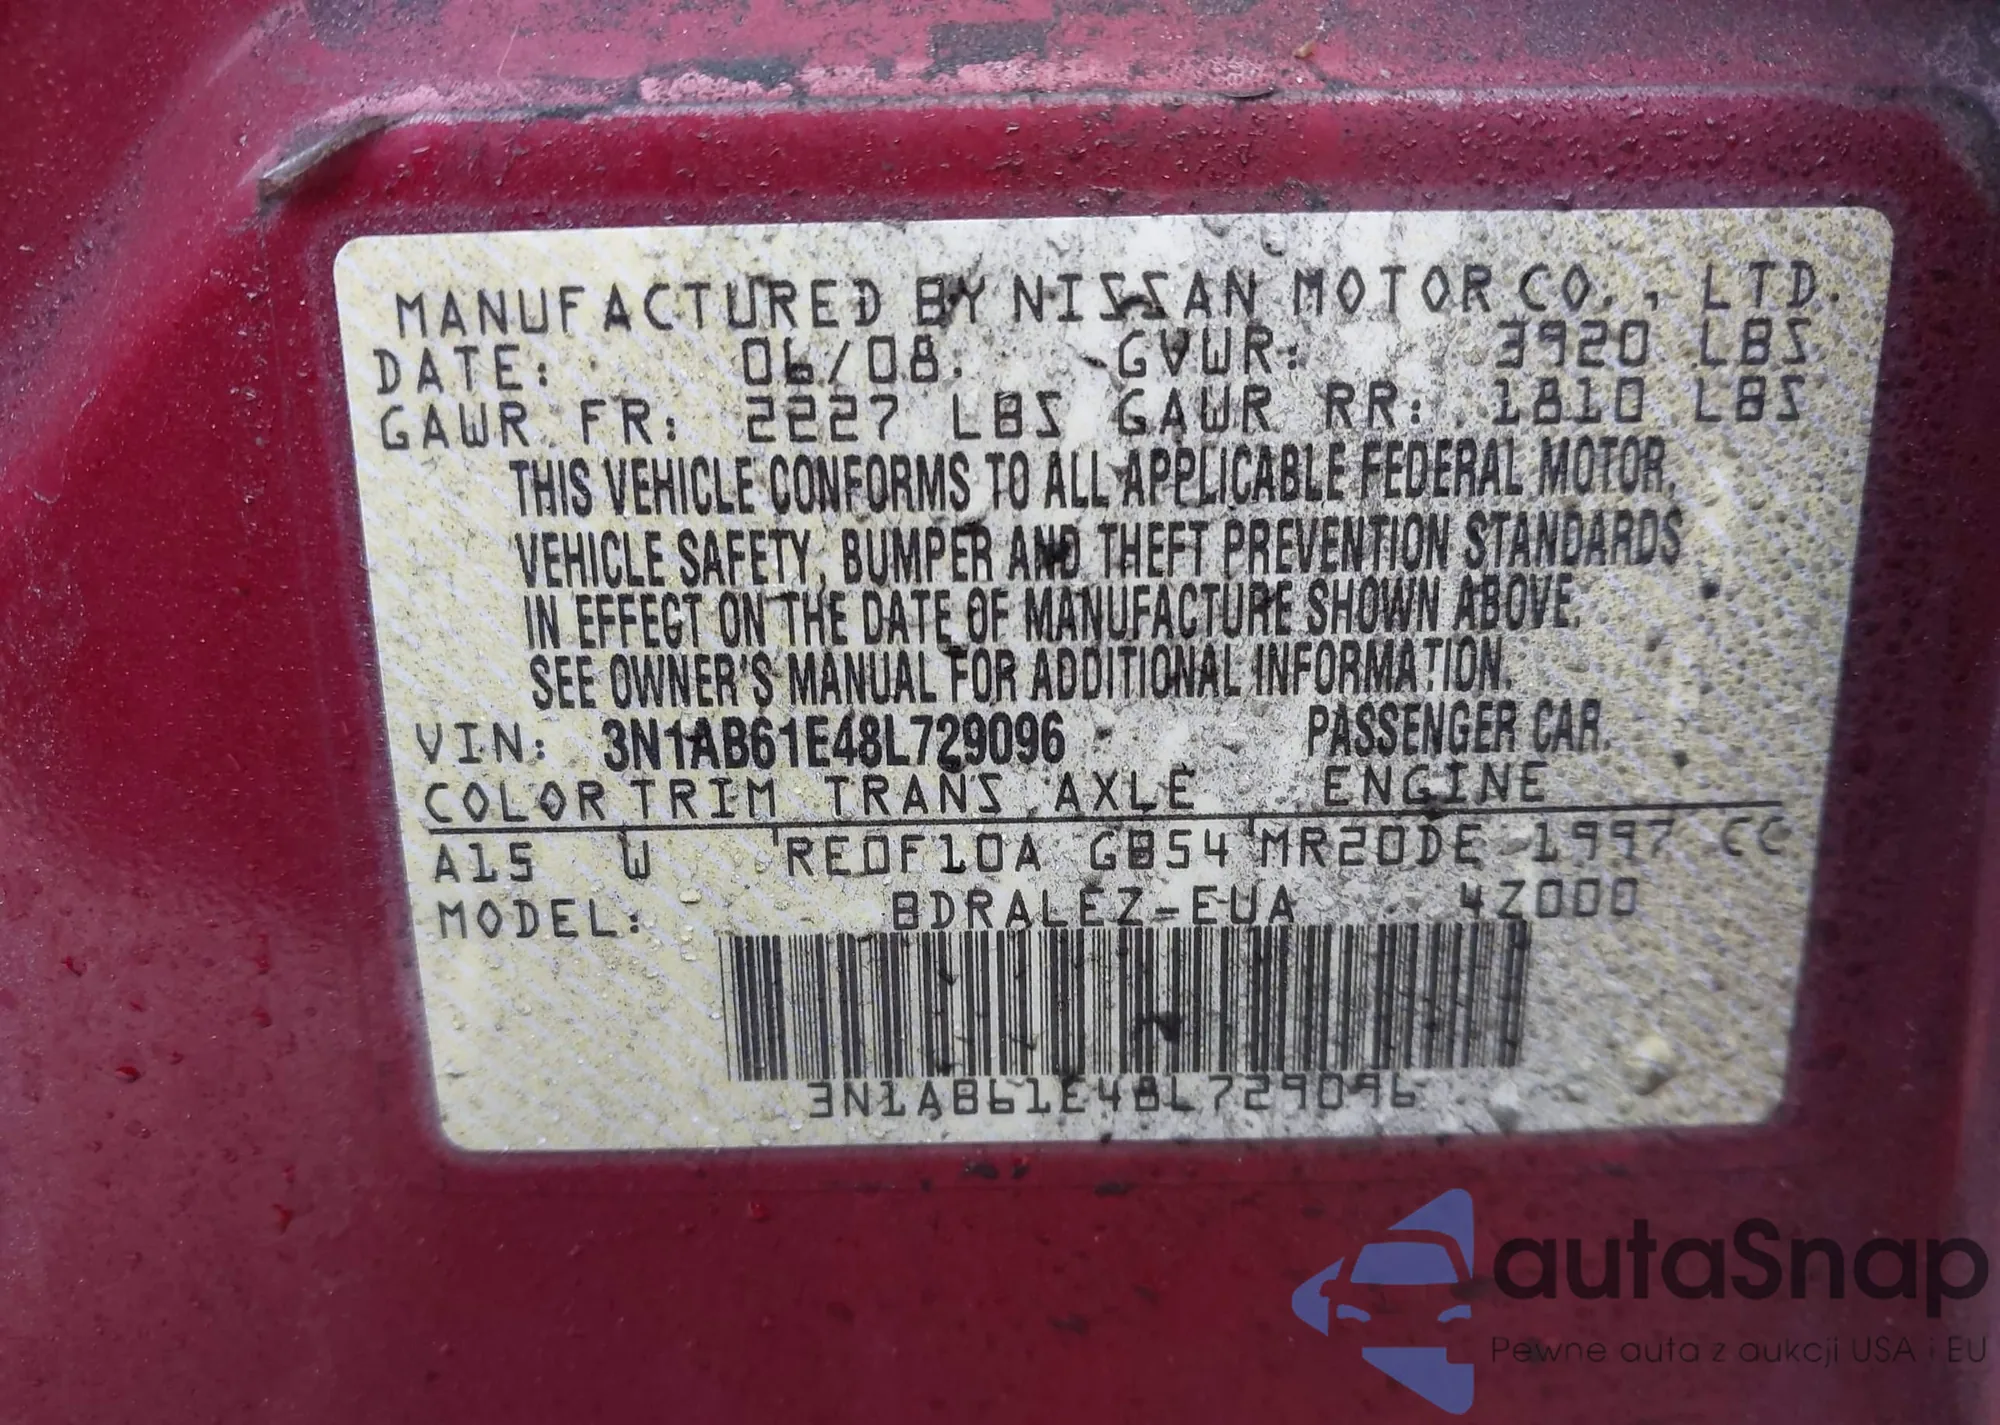 MANUFACTURED BY NISSAN MOTOR CO., LTD.
DATE: 06/08. GVWR: 3920 LBS
GAWR FR: 2227 LBS GAWR RR: 1810 LBS
THIS VEHICLE CONFORMS TO ALL APPLICABLE FEDERAL MOTOR
VEHICLE SAFETY, BUMPER AND THEFT PREVENTION STANDARDS
IN EFFECT ON THE DATE OF MANUFACTURE SHOWN ABOVE.
SEE OWNER'S MANUAL FOR ADDITIONAL INFORMATION.
VIN: 3N1AB61E48L729096 PASSENGER CAR.
COLOR TRIM TRANS AXLE ENGINE
A15 W RE0F10A GB54 MR20DE 1997 CC
MODEL: BDRALEZ-EUA 4Z000
3N1AB61E48L729096
autaSnap
Pewne auta z aukcji USA i EU